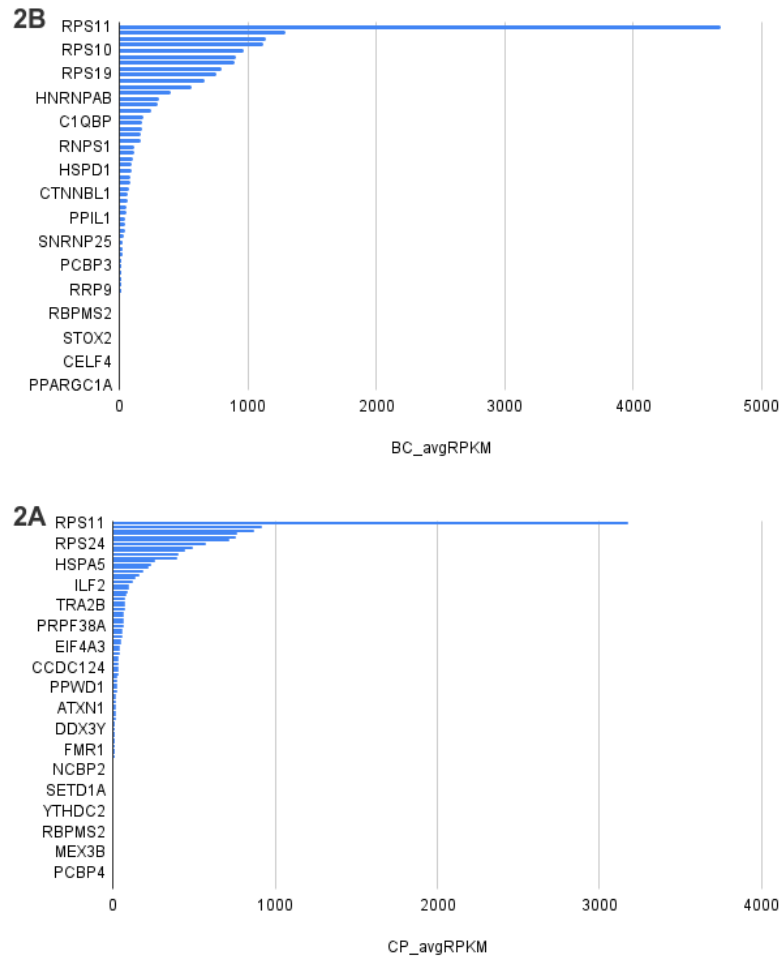 2B
RPS11
RPS10
RPS19
HNRNPAB
C1QBP
RNPS1
HSPD1
CTNNBL1
PPIL1
SNRNP25
PCBP3
RRP9
RBPMS2
STOX2
CELF4
PPARGC1A
0 1000 2000 3000 4000 5000
BC_avgRPKM
2A
RPS11
RPS24
HSPA5
ILF2
TRA2B
PRPF38A
EIF4A3
CCDC124
PPWD1
ATXN1
DDX3Y
FMR1
NCBP2
SETD1A
YTHDC2
RBPMS2
MEX3B
PCBP4
0 1000 2000 3000 4000
CP_avgRPKM